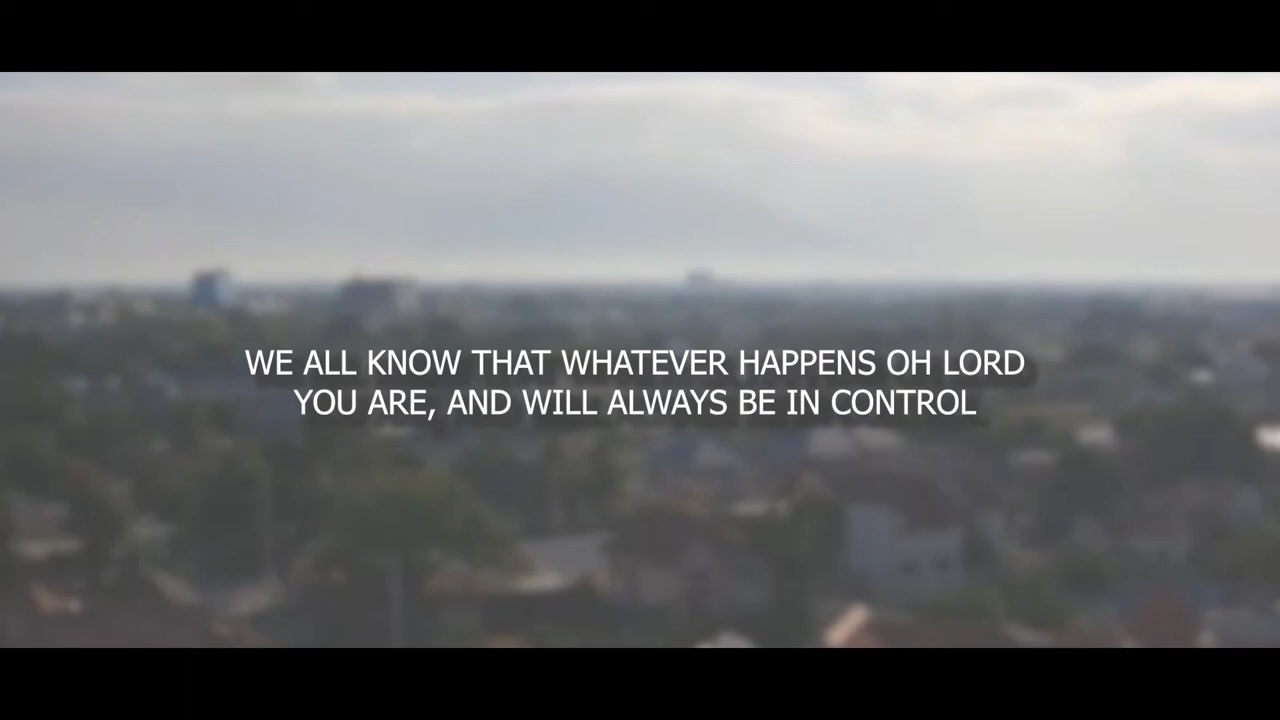 WE ALL KNOW THAT WHATEVER HAPPENS OH LORD
YOU ARE, AND WILL ALWAYS BE IN CONTROL